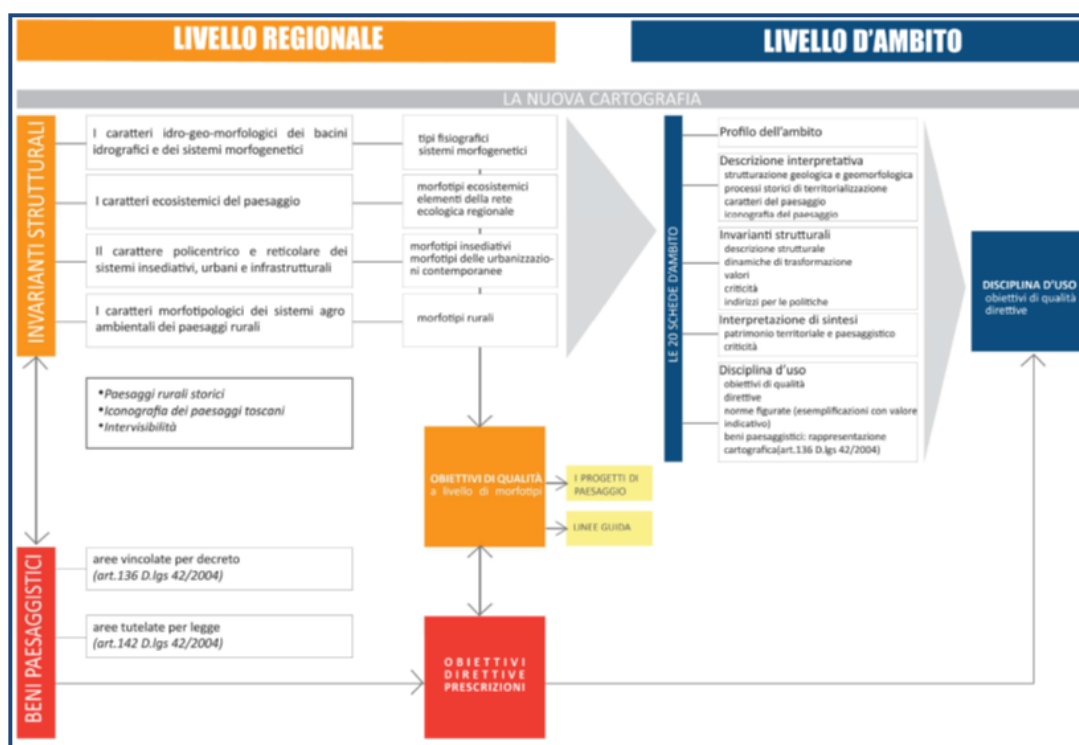 LIVELLO REGIONALE
LIVELLO D'AMBITO
LA NUOVA CARTOGRAFIA
INVARIANTI STRUTTURALI
I caratteri idro-geo-morfologici dei bacini
idrografici e dei sistemi morfogenetici
tipi fisiografici
sistemi morfogenetici
I caratteri ecosistemici del paesaggio
morfotipi ecosistemici
elementi della rete
ecologica regionale
Il carattere policentrico e reticolare dei
sistemi insediativi, urbani e infrastrutturali
morfotipi insediativi
morfotipi delle urbanizzazio-
ni contemporanee
I caratteri morfotipologici dei sistemi agro
ambientali dei paesaggi rurali
morfotipi rurali
•Paesaggi rurali storici
•Iconografia dei paesaggi toscani
•Intervisibilità
OBIETTIVI DI QUALITÀ
a livello di morfotipi
I PROGETTI DI
PAESAGGIO
LINEE GUIDA
BENI PAESAGGISTICI
aree vincolate per decreto
(art.136 D.lgs 42/2004)
aree tutelate per legge
(art.142 D.lgs 42/2004)
OBIETTIVI
DIRETTIVE
PRESCRIZIONI
LE 20 SCHEDE D'AMBITO
Profilo dell'ambito
Descrizione interpretativa
strutturazione geologica e geomorfologica
processi storici di territorializzazione
caratteri del paesaggio
iconografia del paesaggio
Invarianti strutturali
descrizione strutturale
dinamiche di trasformazione
valori
criticità
indirizzi per le politiche
Interpretazione di sintesi
patrimonio territoriale e paesaggistico
criticità
Disciplina d'uso
obiettivi di qualità
direttive
norme figurate (esemplificazioni con valore
indicativo)
beni paesaggistici: rappresentazione
cartografica(art.136 D.lgs 42/2004)
DISCIPLINA D'USO
obiettivi di qualità
direttive